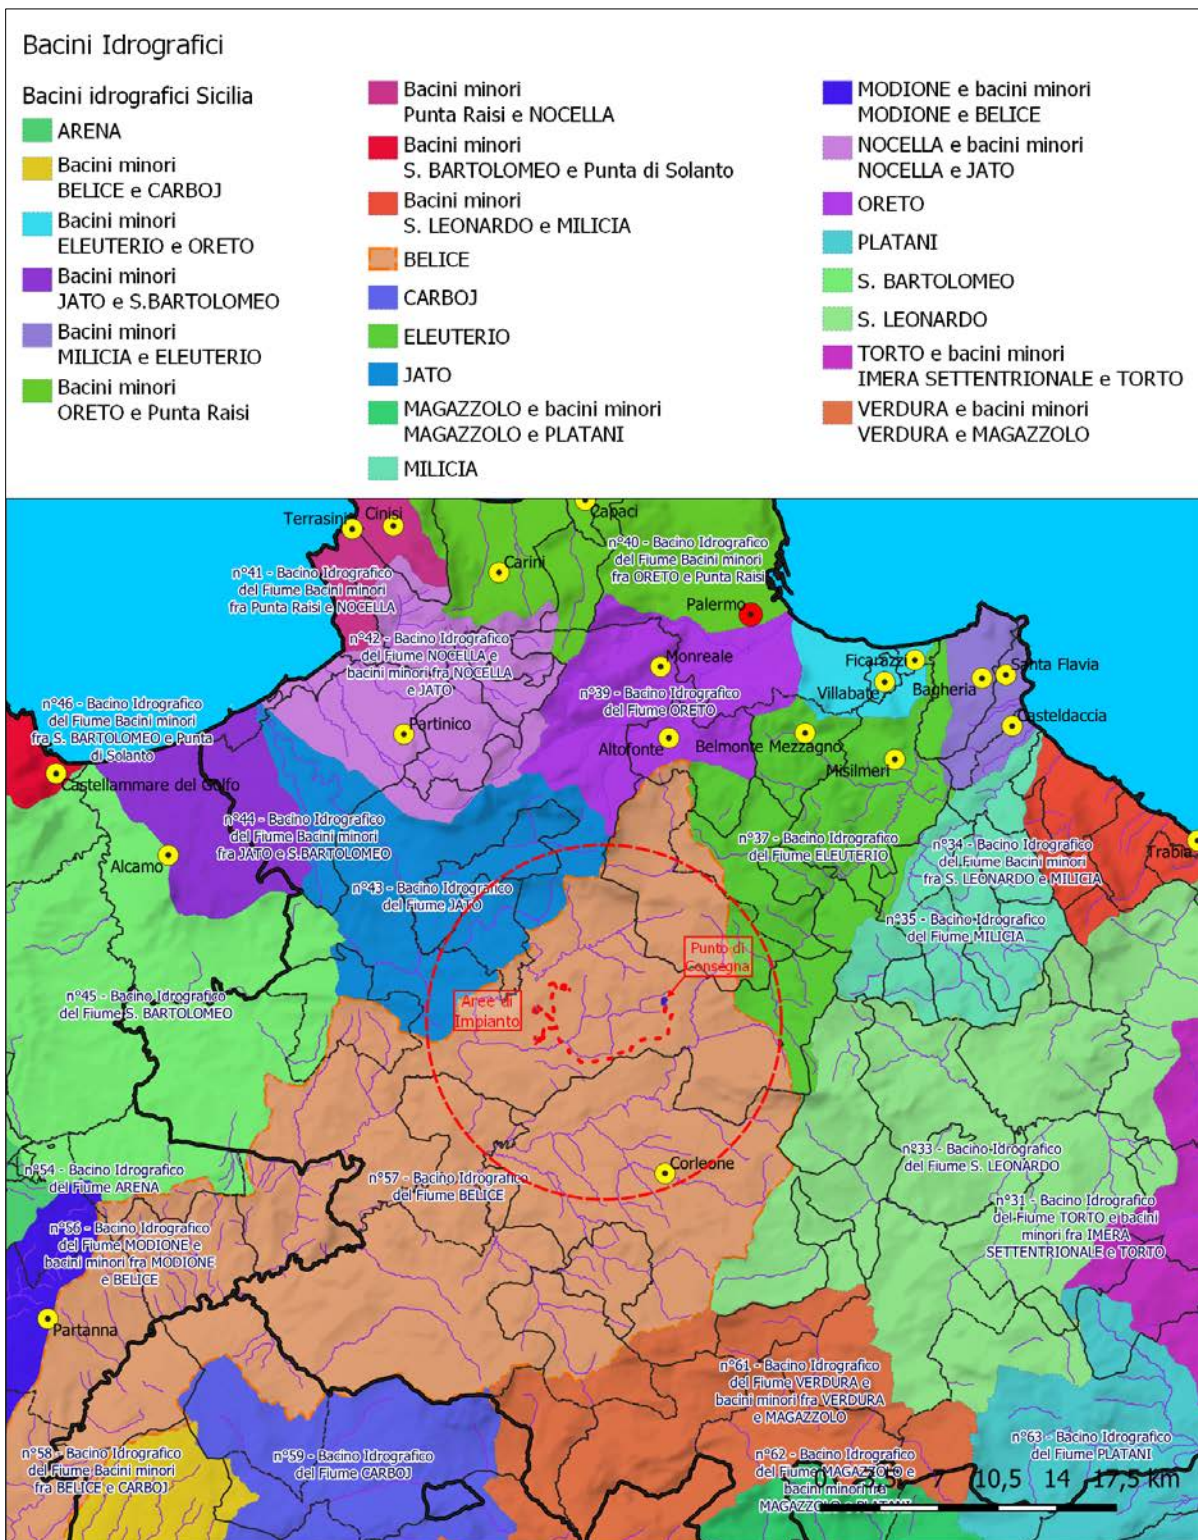 Bacini Idrografici
Bacini idrografici Sicilia
ARENA
Bacini minori
BELICE e CARBOJ
Bacini minori
ELEUTERIO e ORETO
Bacini minori
JATO e S.BARTOLOMEO
Bacini minori
MILICIA e ELEUTERIO
Bacini minori
ORETO e Punta Raisi
Bacini minori
Punta Raisi e NOCELLA
Bacini minori
S. BARTOLOMEO e Punta di Solanto
Bacini minori
S. LEONARDO e MILICIA
BELICE
CARBOJ
ELEUTERIO
JATO
MAGAZZOLO e bacini minori
MAGAZZOLO e PLATANI
MILICIA
MODIONE e bacini minori
MODIONE e BELICE
NOCELLA e bacini minori
NOCELLA e JATO
ORETO
PLATANI
S. BARTOLOMEO
S. LEONARDO
TORTO e bacini minori
IMERA SETTENTRIONALE e TORTO
VERDURA e bacini minori
VERDURA e MAGAZZOLO
Terrasini
Cinisi
Capaci
Carini
n°40 - Bacino Idrografico
del Fiume Bacini minori
fra ORETO e Punta Raisi
n°41 - Bacino Idrografico
del Fiume Bacini minori
fra Punta Raisi e NOCELLA
Palermo
n°42 - Bacino Idrografico
del Fiume NOCELLA e
bacini minori fra NOCELLA
e JATO
Monreale
Ficarazzi
Santa Flavia
Villabate
Bagheria
n°39 - Bacino Idrografico
del Fiume ORETO
n°46 - Bacino Idrografico
del Fiume Bacini minori
fra S. BARTOLOMEO e Punta
di Solanto
Casteldaccia
Partinico
Altofonte
Belmonte Mezzagno
Misilmeri
Castellammare del Golfo
n°44 - Bacino Idrografico
del Fiume Bacini minori
fra JATO e S.BARTOLOMEO
n°37 - Bacino Idrografico
del Fiume ELEUTERIO
n°34 - Bacino Idrografico
del Fiume Bacini minori
fra S. LEONARDO e MILICIA
Trabia
Alcamo
n°43 - Bacino Idrografico
del Fiume JATO
n°35 - Bacino Idrografico
del Fiume MILICIA
Punto di
Consegna
Aree di
Impianto
n°45 - Bacino Idrografico
del Fiume S. BARTOLOMEO
n°33 - Bacino Idrografico
del Fiume S. LEONARDO
Corleone
n°54 - Bacino Idrografico
del Fiume ARENA
n°57 - Bacino Idrografico
del Fiume BELICE
n°31 - Bacino Idrografico
del Fiume TORTO e bacini
minori fra IMERA
SETTENTRIONALE e TORTO
n°56 - Bacino Idrografico
del Fiume MODIONE e
bacini minori fra MODIONE
e BELICE
Partanna
n°61 - Bacino Idrografico
del Fiume VERDURA e
bacini minori fra VERDURA
e MAGAZZOLO
n°63 - Bacino Idrografico
del Fiume PLATANI
n°58 - Bacino Idrografico
del Fiume Bacini minori
fra BELICE e CARBOJ
n°59 - Bacino Idrografico
del Fiume CARBOJ
n°62 - Bacino Idrografico
del Fiume MAGAZZOLO e
bacini minori fra
MAGAZZOLO e PLATANI
0 3,5 7 10,5 14 17,5 km